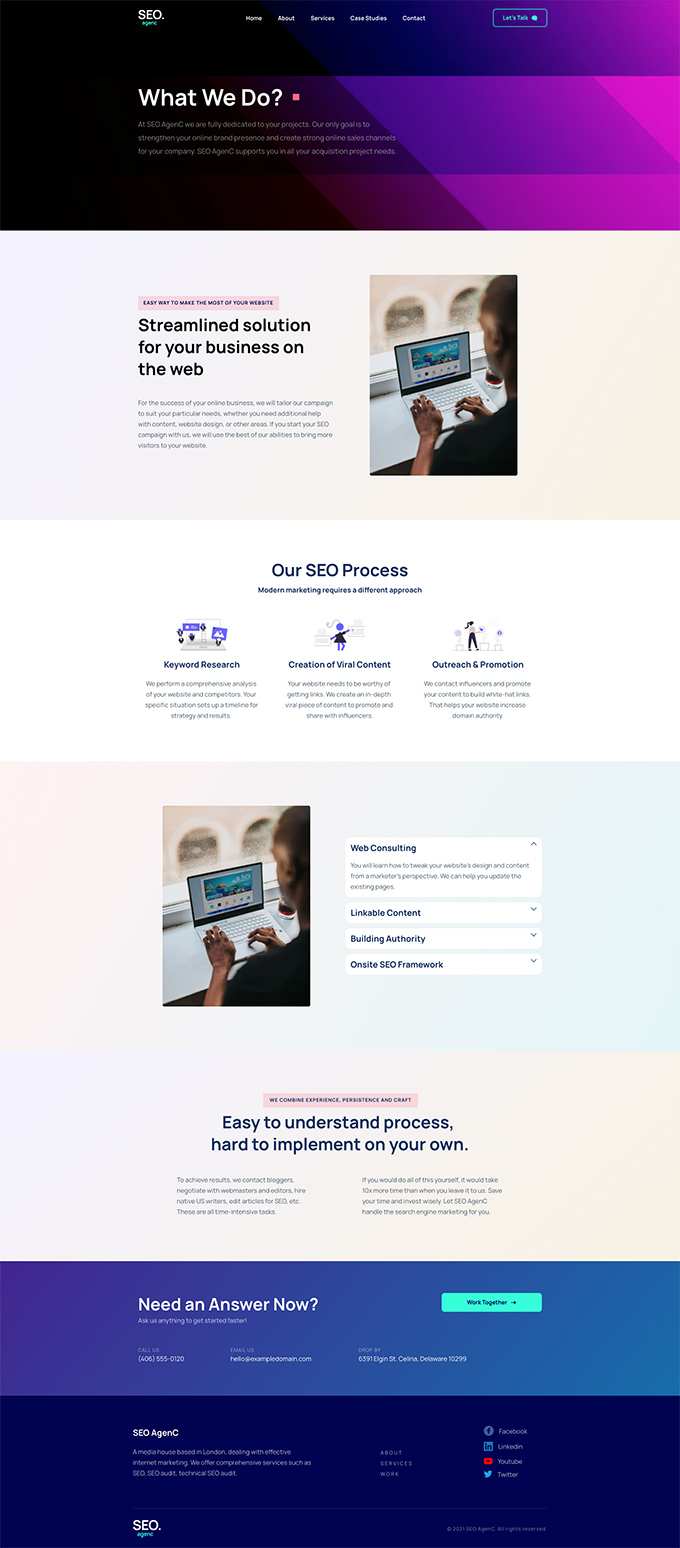 SEO.
agenc
Home About Services Case Studies Contact
Let's Talk
What We Do?
At SEO AgenC we are fully dedicated to your projects. Our only goal is to
strengthen your online brand presence and create strong online sales channels
for your company. SEO AgenC supports you in all your acquisition project needs.
EASY WAY TO MAKE THE MOST OF YOUR WEBSITE
Streamlined solution
for your business on
the web
For the success of your online business, we will tailor our campaign
to suit your particular needs, whether you need additional help
with content, website design, or other areas. If you start your SEO
campaign with us, we will use the best of our abilities to bring more
visitors to your website.
Our SEO Process
Modern marketing requires a different approach
Keyword Research
We perform a comprehensive analysis
of your website and competitors. Your
specific situation sets up a timeline for
strategy and results.
Creation of Viral Content
Your website needs to be worthy of
getting links. We create an in-depth
viral piece of content to promote and
share with influencers.
Outreach & Promotion
We contact influencers and promote
your content to build white-hat links.
That helps your website increase
domain authority.
Web Consulting
You will learn how to tweak your website's design and content
from a marketer's perspective. We can help you update the
existing pages.
Linkable Content
Building Authority
Onsite SEO Framework
WE COMBINE EXPERIENCE, PERSISTENCE AND CRAFT
Easy to understand process,
hard to implement on your own.
To achieve results, we contact bloggers,
negotiate with webmasters and editors, hire
native US writers, edit articles for SEO, etc.
These are all time-intensive tasks.
If you would do all of this yourself, it would take
10x more time than when you leave it to us. Save
your time and invest wisely. Let SEO AgenC
handle the search engine marketing for you.
Need an Answer Now?
Ask us anything to get started faster!
Work Together →
CALL US
(406) 555-0120
EMAIL US
hello@exampledomain.com
DROP BY
6391 Elgin St. Celina, Delaware 10299
SEO AgenC
A media house based in London, dealing with effective
internet marketing. We offer comprehensive services such as
SEO, SEO audit, technical SEO audit.
ABOUT
SERVICES
WORK
Facebook
Linkedin
Youtube
Twitter
SEO.
agenc
© 2021 SEO AgenC. All rights reserved.